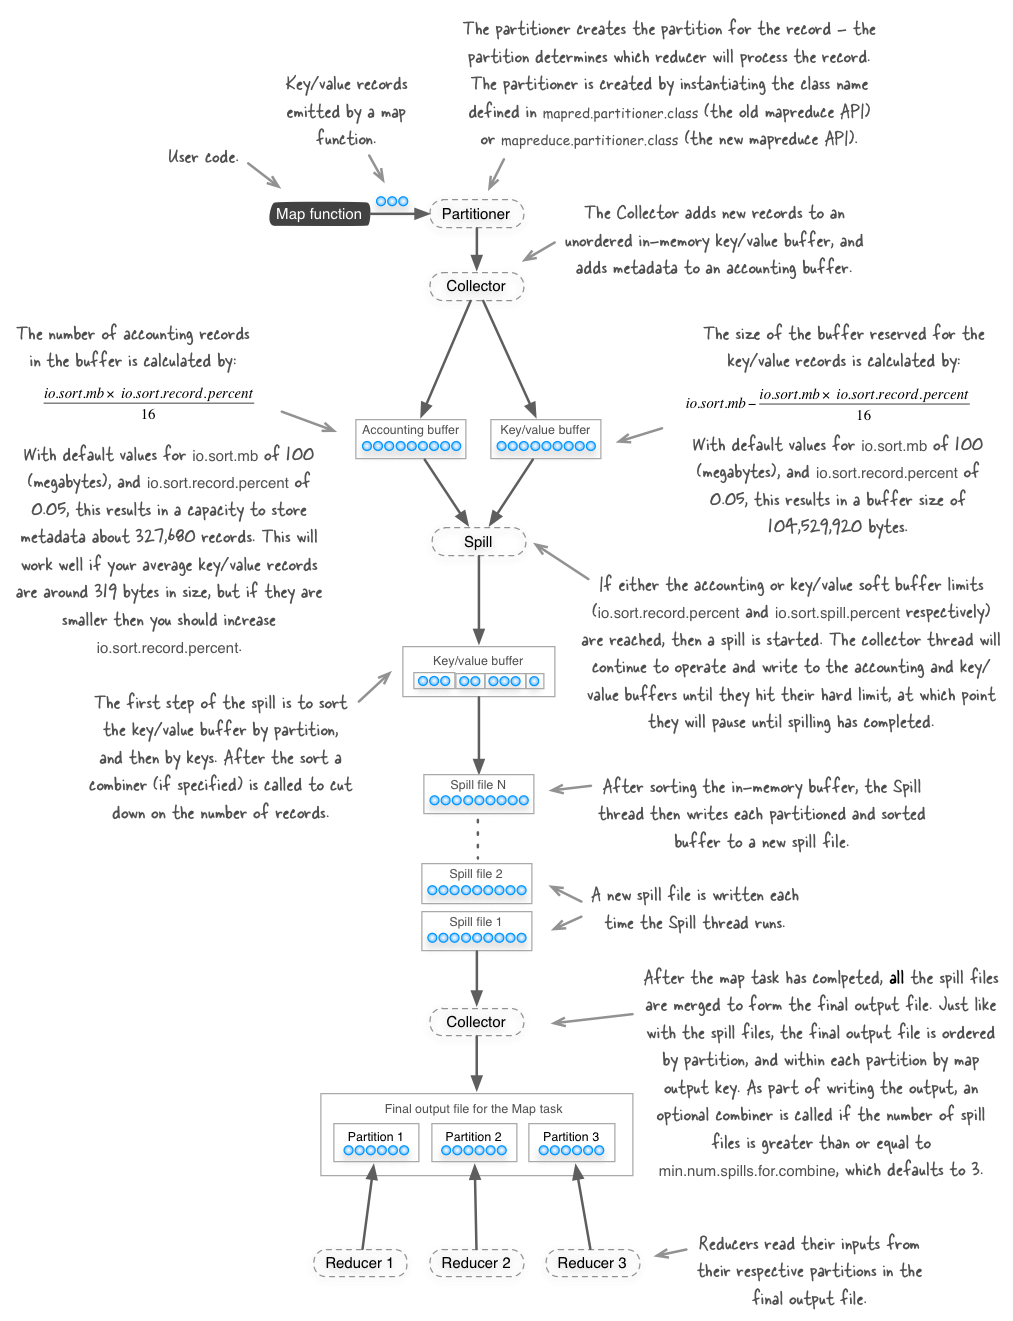 The partitioner creates the partition for the record – the
partition determines which reducer will process the record.
The partitioner is created by instantiating the class name
defined in mapred.partitioner.class (the old mapreduce API)
or mapreduce.partitioner.class (the new mapreduce API).
Key/value records
emitted by a map
function.
User code.
Map function
Partitioner
The Collector adds new records to an
unordered in-memory key/value buffer, and
adds metadata to an accounting buffer.
Collector
The number of accounting records
in the buffer is calculated by:
io.sort.mb × io.sort.record.percent
16
With default values for io.sort.mb of 100
(megabytes), and io.sort.record.percent of
0.05, this results in a capacity to store
metadata about 327,680 records. This will
work well if your average key/value records
are around 319 bytes in size, but if they are
smaller then you should increase
io.sort.record.percent.
The size of the buffer reserved for the
key/value records is calculated by:
io.sort.mb – io.sort.mb × io.sort.record.percent
16
With default values for io.sort.mb of 100
(megabytes), and io.sort.record.percent of
0.05, this results in a buffer size of
104,529,920 bytes.
Accounting buffer
Key/value buffer
Spill
If either the accounting or key/value soft buffer limits
(io.sort.record.percent and io.sort.spill.percent respectively)
are reached, then a spill is started. The collector thread will
continue to operate and write to the accounting and key/
value buffers until they hit their hard limit, at which point
they will pause until spilling has completed.
Key/value buffer
The first step of the spill is to sort
the key/value buffer by partition,
and then by keys. After the sort a
combiner (if specified) is called to cut
down on the number of records.
Spill file N
After sorting the in-memory buffer, the Spill
thread then writes each partitioned and sorted
buffer to a new spill file.
Spill file 2
Spill file 1
A new spill file is written each
time the Spill thread runs.
Collector
After the map task has comlpeted, all the spill files
are merged to form the final output file. Just like
with the spill files, the final output file is ordered
by partition, and within each partition by map
output key. As part of writing the output, an
optional combiner is called if the number of spill
files is greater than or equal to
min.num.spills.for.combine, which defaults to 3.
Final output file for the Map task
Partition 1
Partition 2
Partition 3
Reducer 1
Reducer 2
Reducer 3
Reducers read their inputs from
their respective partitions in the
final output file.